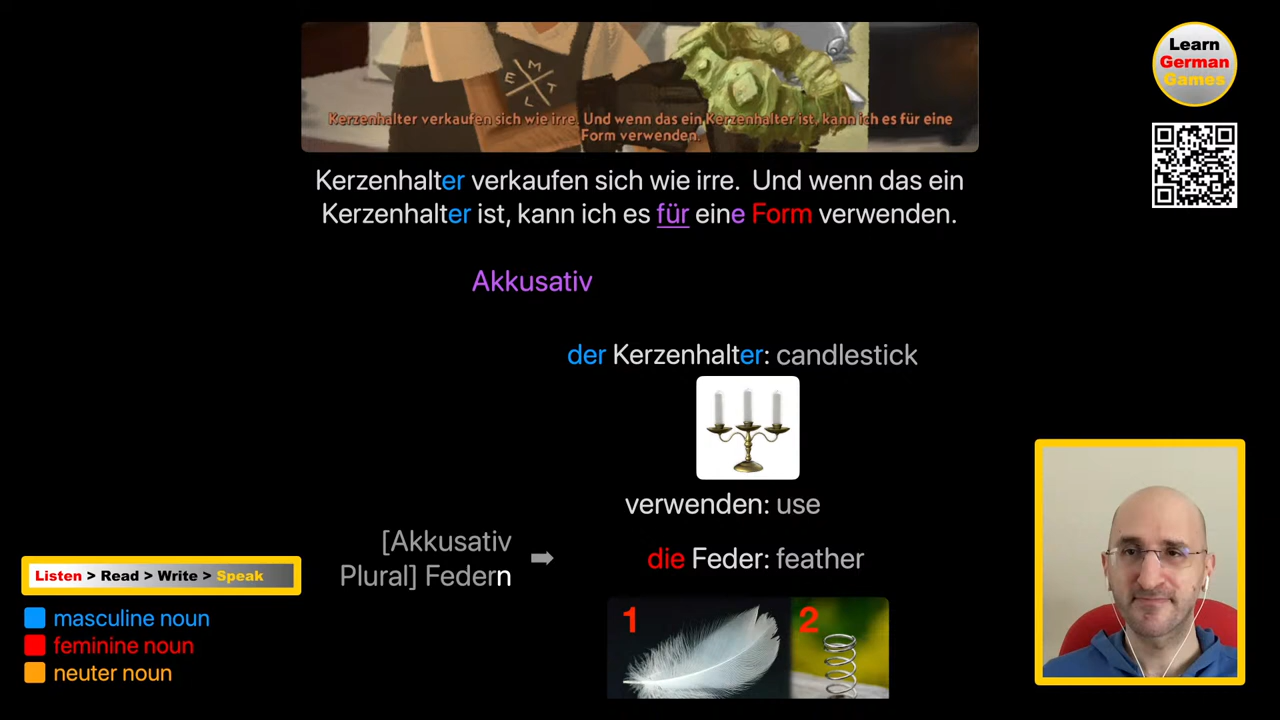 Learn
German
Games
E M T L
Kerzenhalter verkaufen sich wie irre. Und wenn das ein Kerzenhalter ist, kann ich es für eine
Form verwenden.
Kerzenhalter verkaufen sich wie irre. Und wenn das ein
Kerzenhalter ist, kann ich es für eine Form verwenden.
Akkusativ
der Kerzenhalter: candlestick
verwenden: use
[Akkusativ
Plural] Federn ➡
die Feder: feather
1 2
Listen > Read > Write > Speak
masculine noun
feminine noun
neuter noun